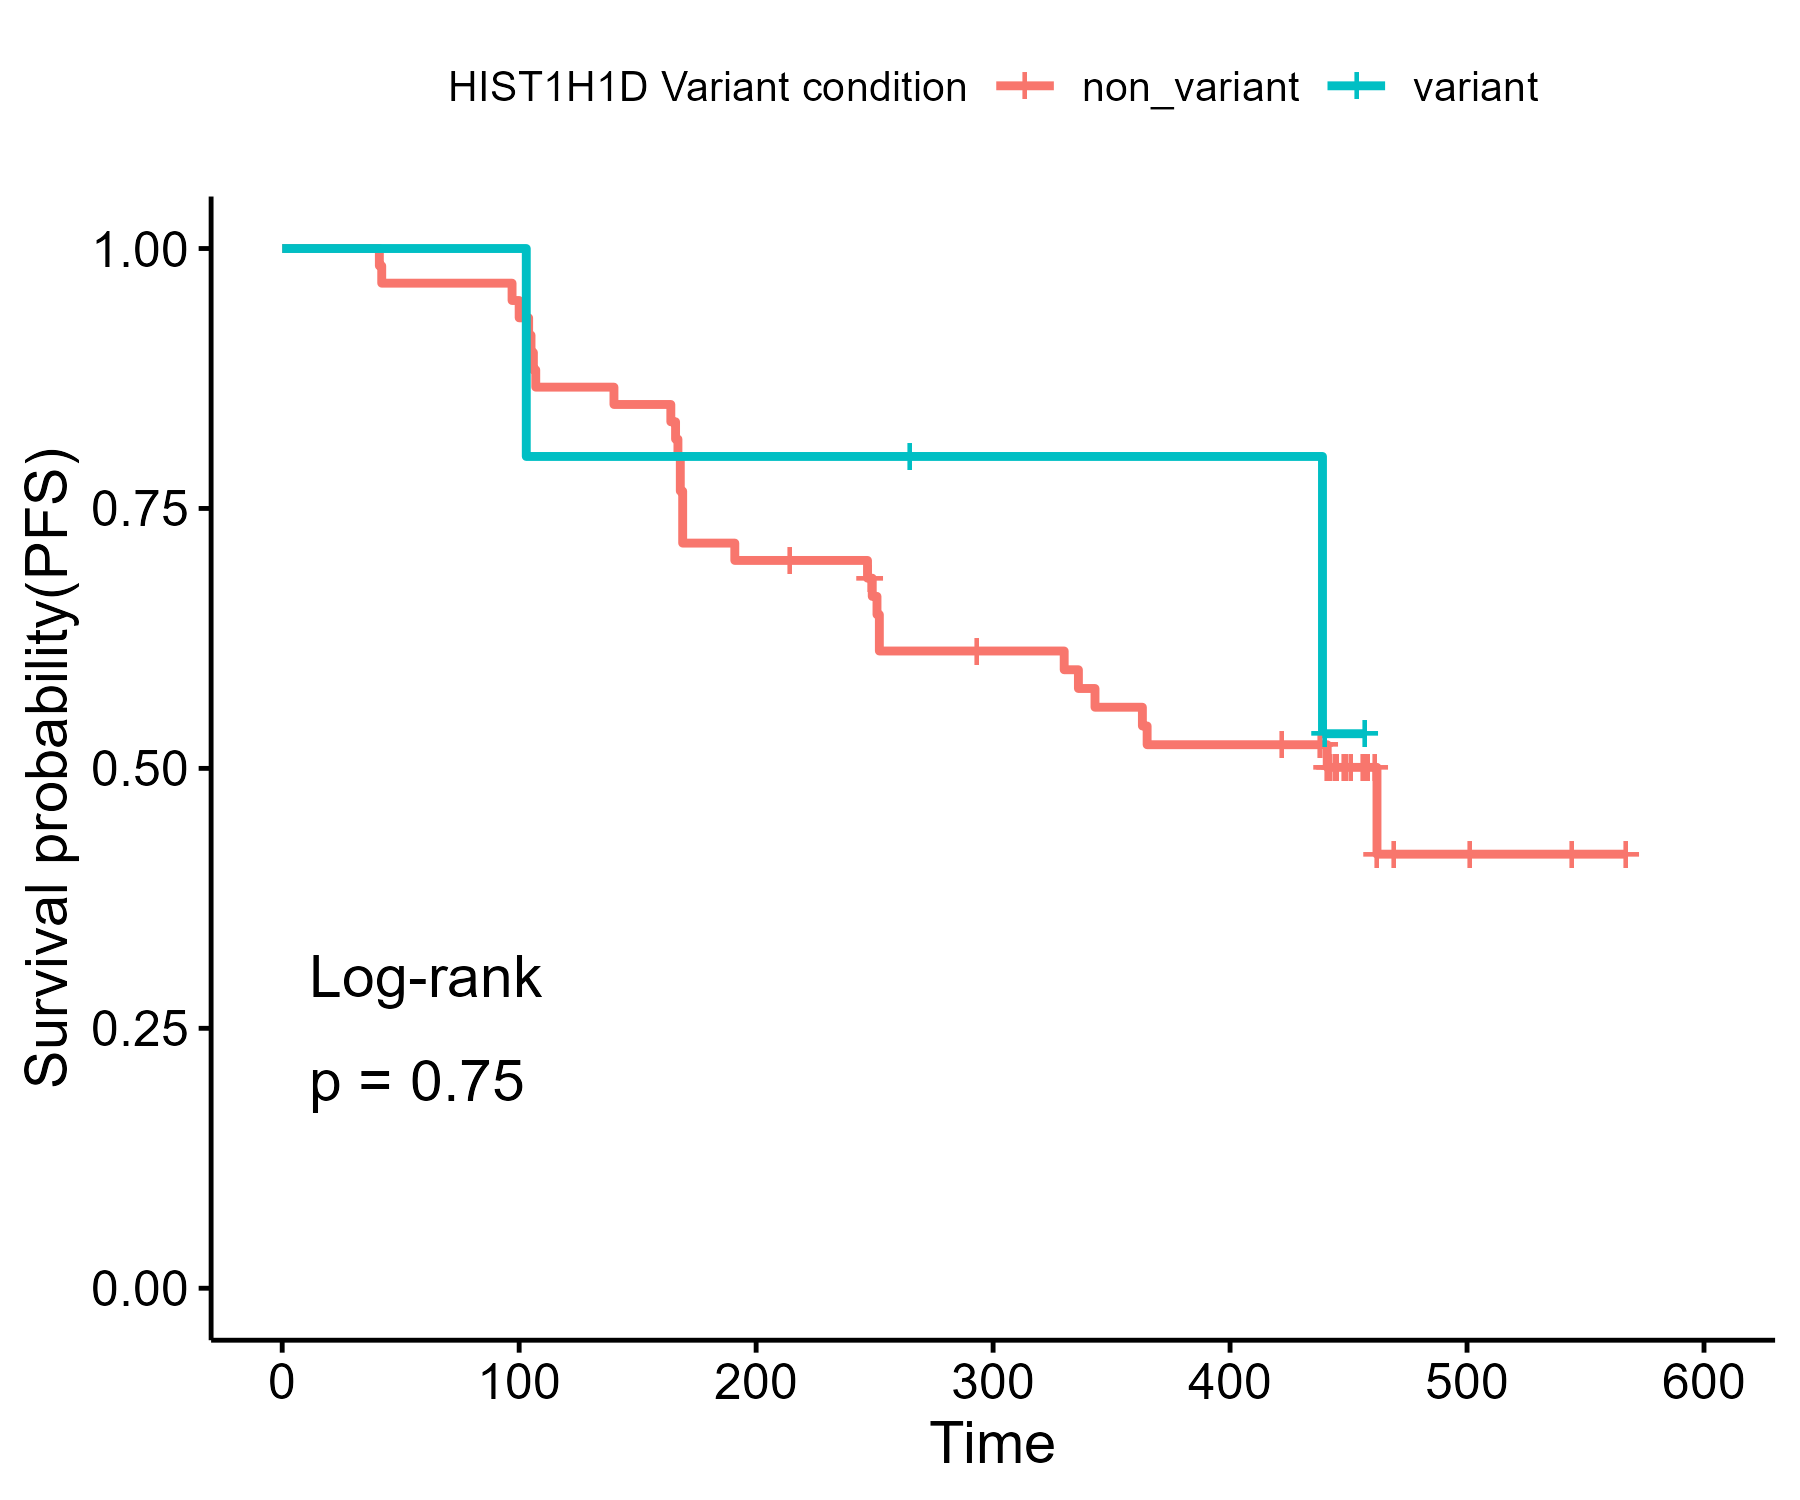 HIST1H1D Variant condition non_variant variant
Survival probability(PFS)
1.00
0.75
0.50
0.25
0.00
Log-rank
p = 0.75
0 100 200 300 400 500 600
Time